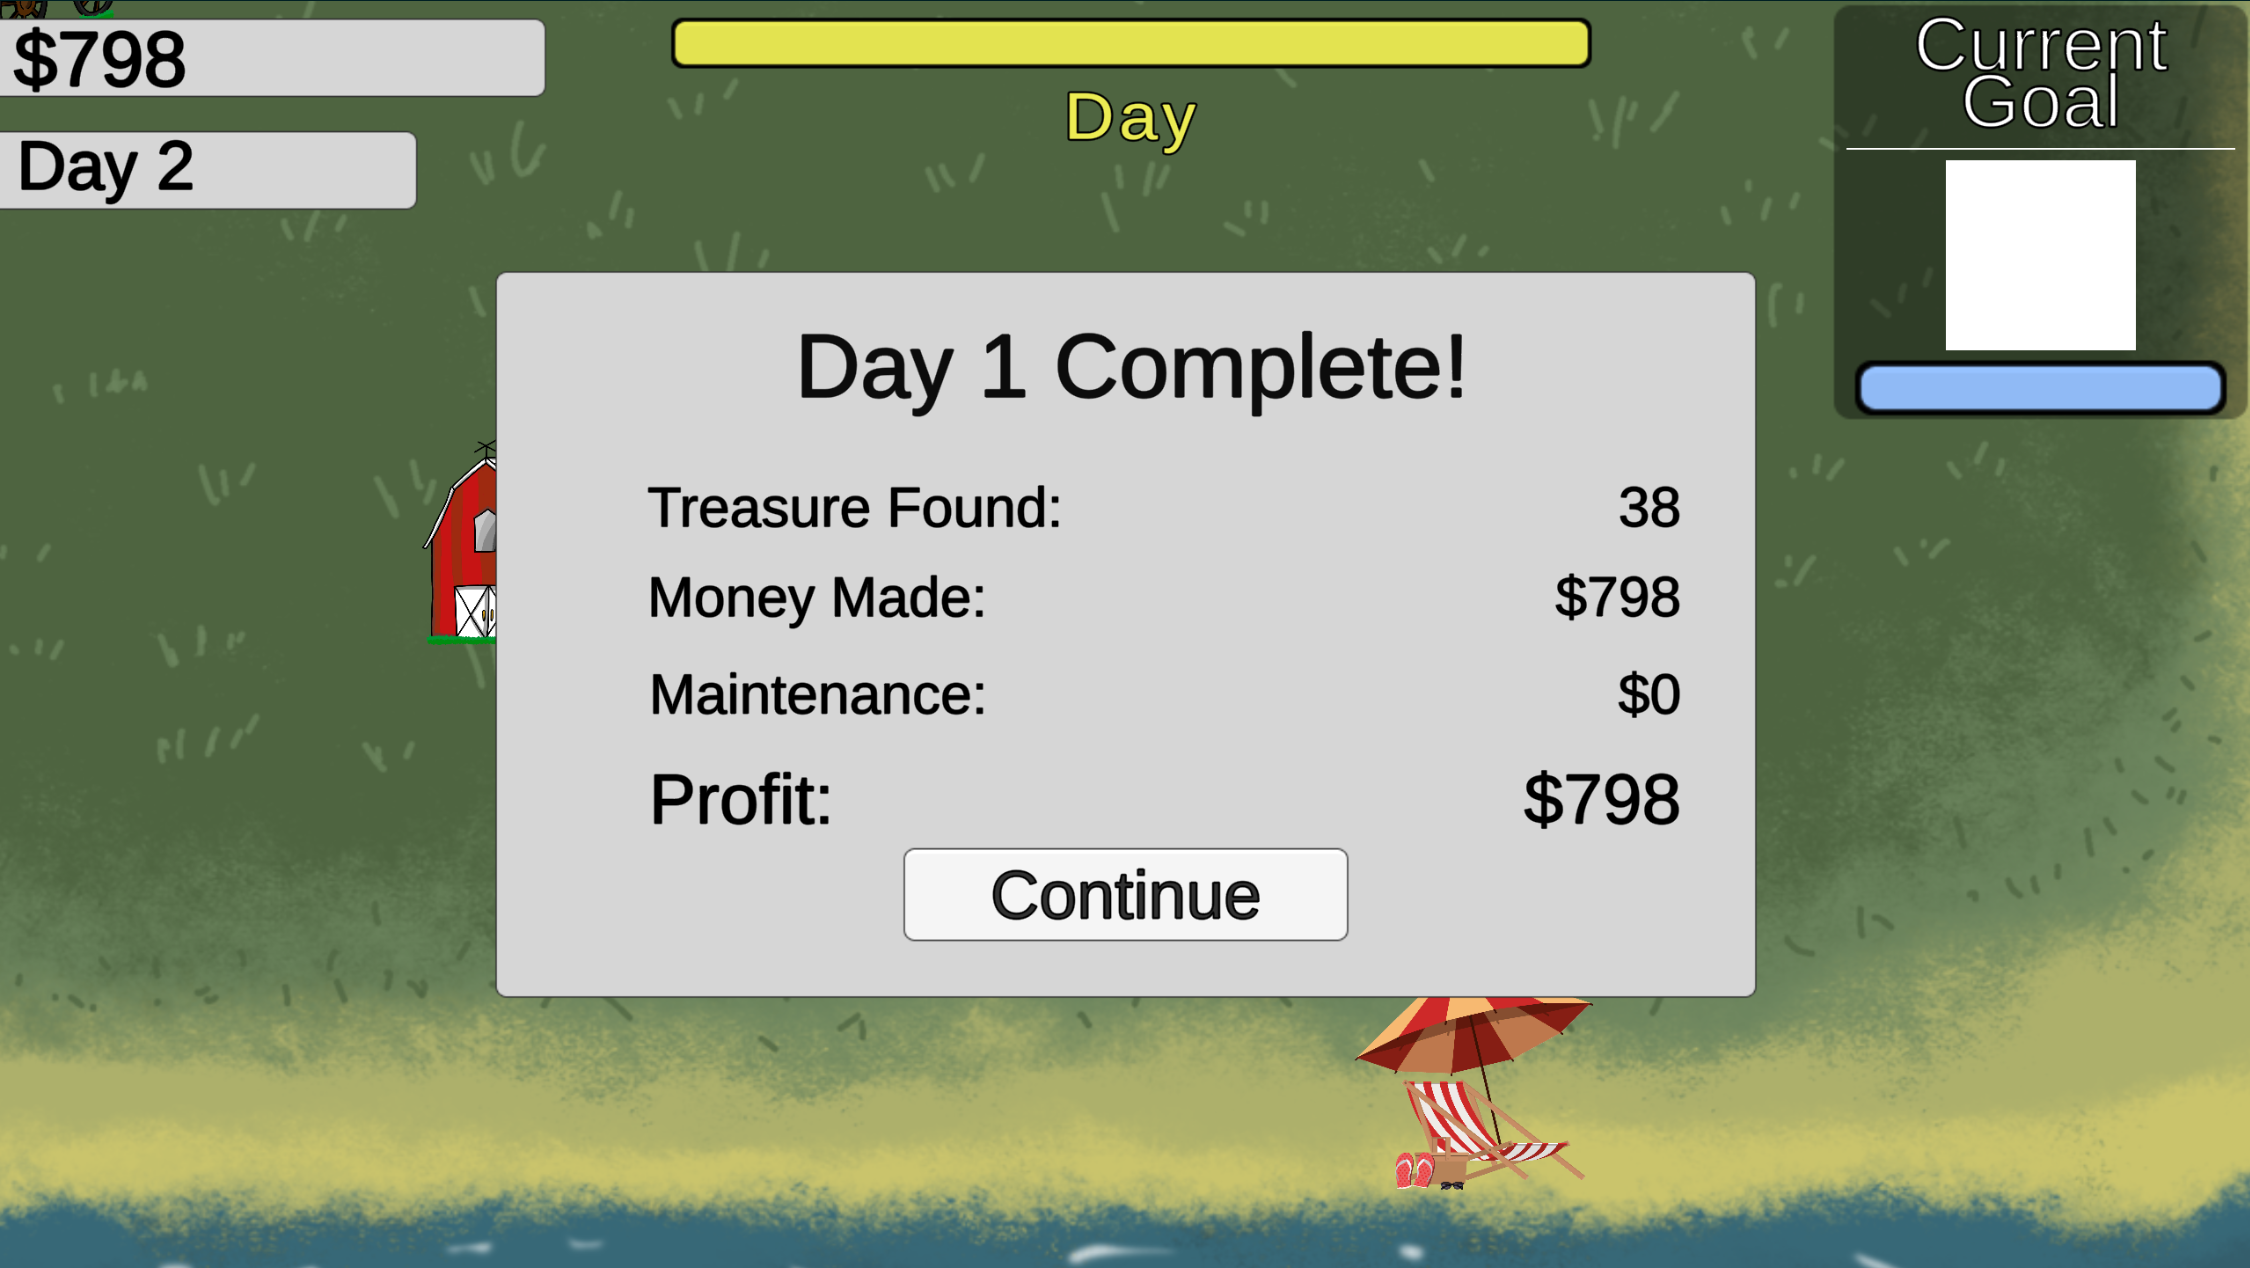 $798
Day 2
Day
Current
Goal
Day 1 Complete!
Treasure Found: 38
Money Made: $798
Maintenance: $0
Profit: $798
Continue